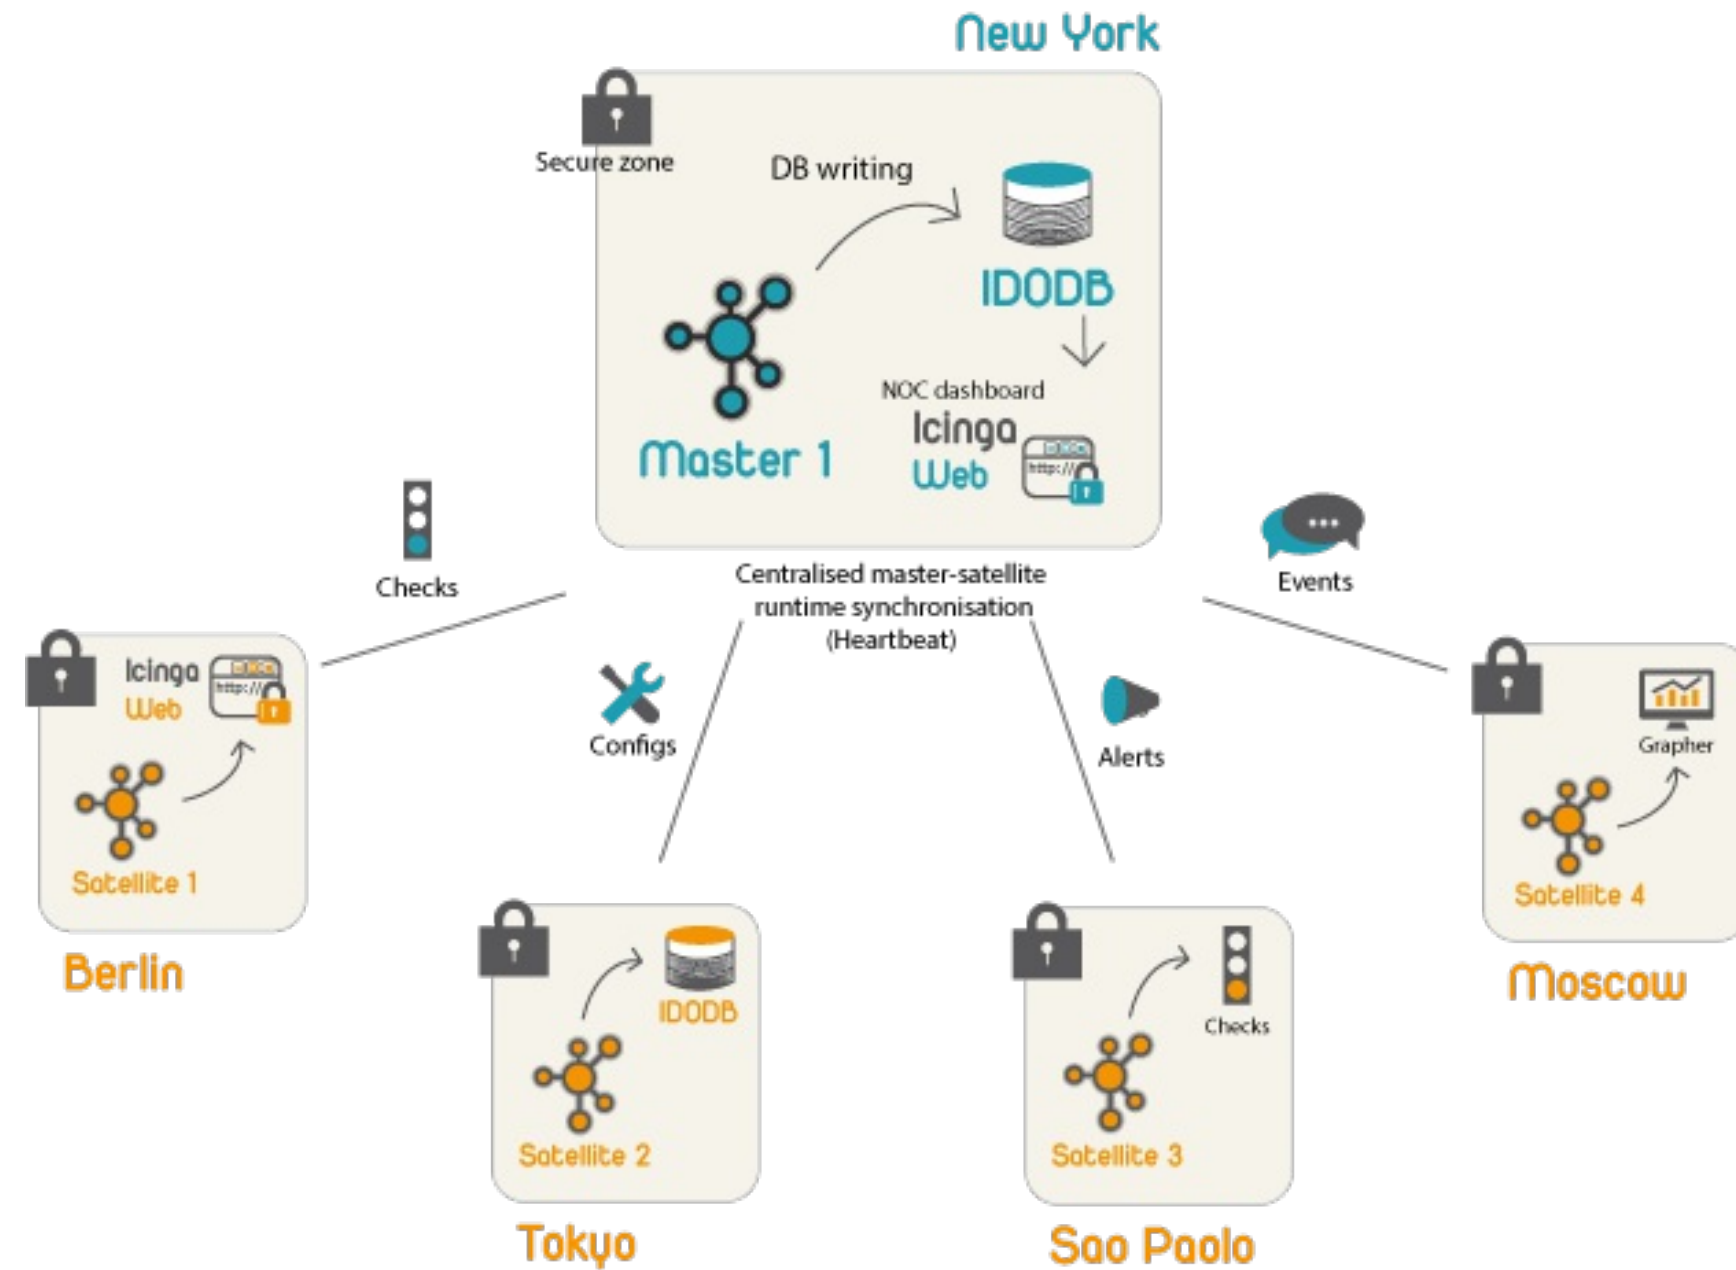 New York
Secure zone
DB writing
IDODB
NOC dashboard
Icinga
Web
http://
Master 1
Checks
Events
Centralised master-satellite
runtime synchronisation
(Heartbeat)
Icinga
Web
http://
Satellite 1
Berlin
Configs
Alerts
Grapher
Satellite 4
Moscow
IDODB
Satellite 2
Tokyo
Checks
Satellite 3
Sao Paolo